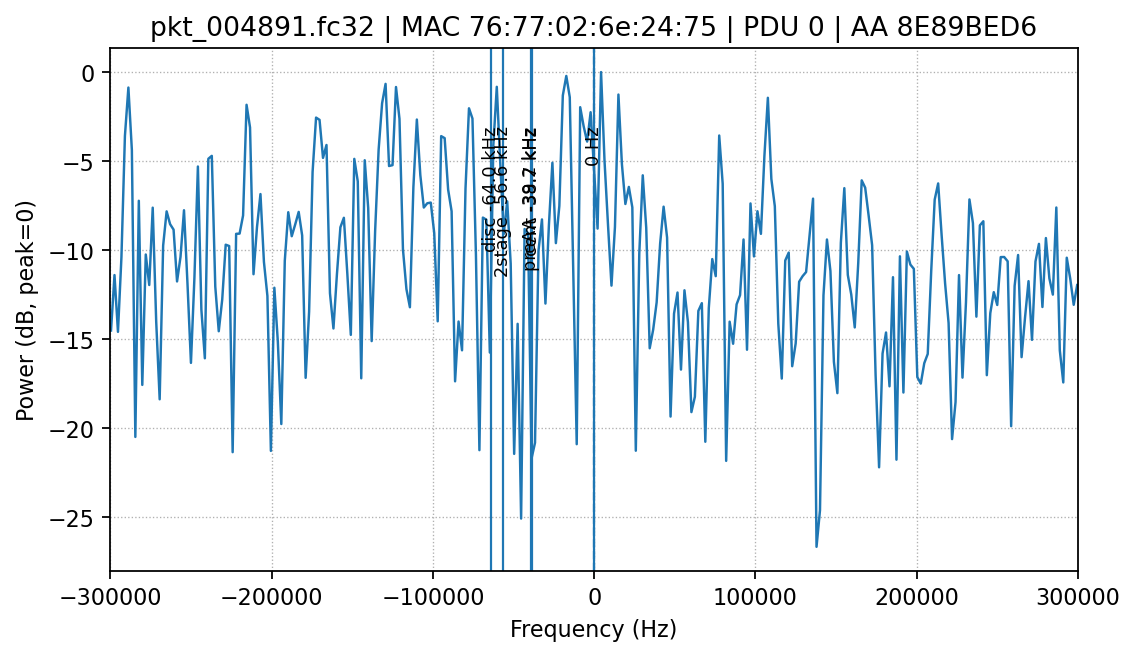 pkt_004891.fc32 | MAC 76:77:02:6e:24:75 | PDU 0 | AA 8E89BED6
Power (dB, peak=0)
0
−5
−10
−15
−20
−25
disc -64.0 kHz
2stage -56.6 kHz
kHz
0 Hz
−300000
−200000
−100000
0
100000
200000
300000
Frequency (Hz)